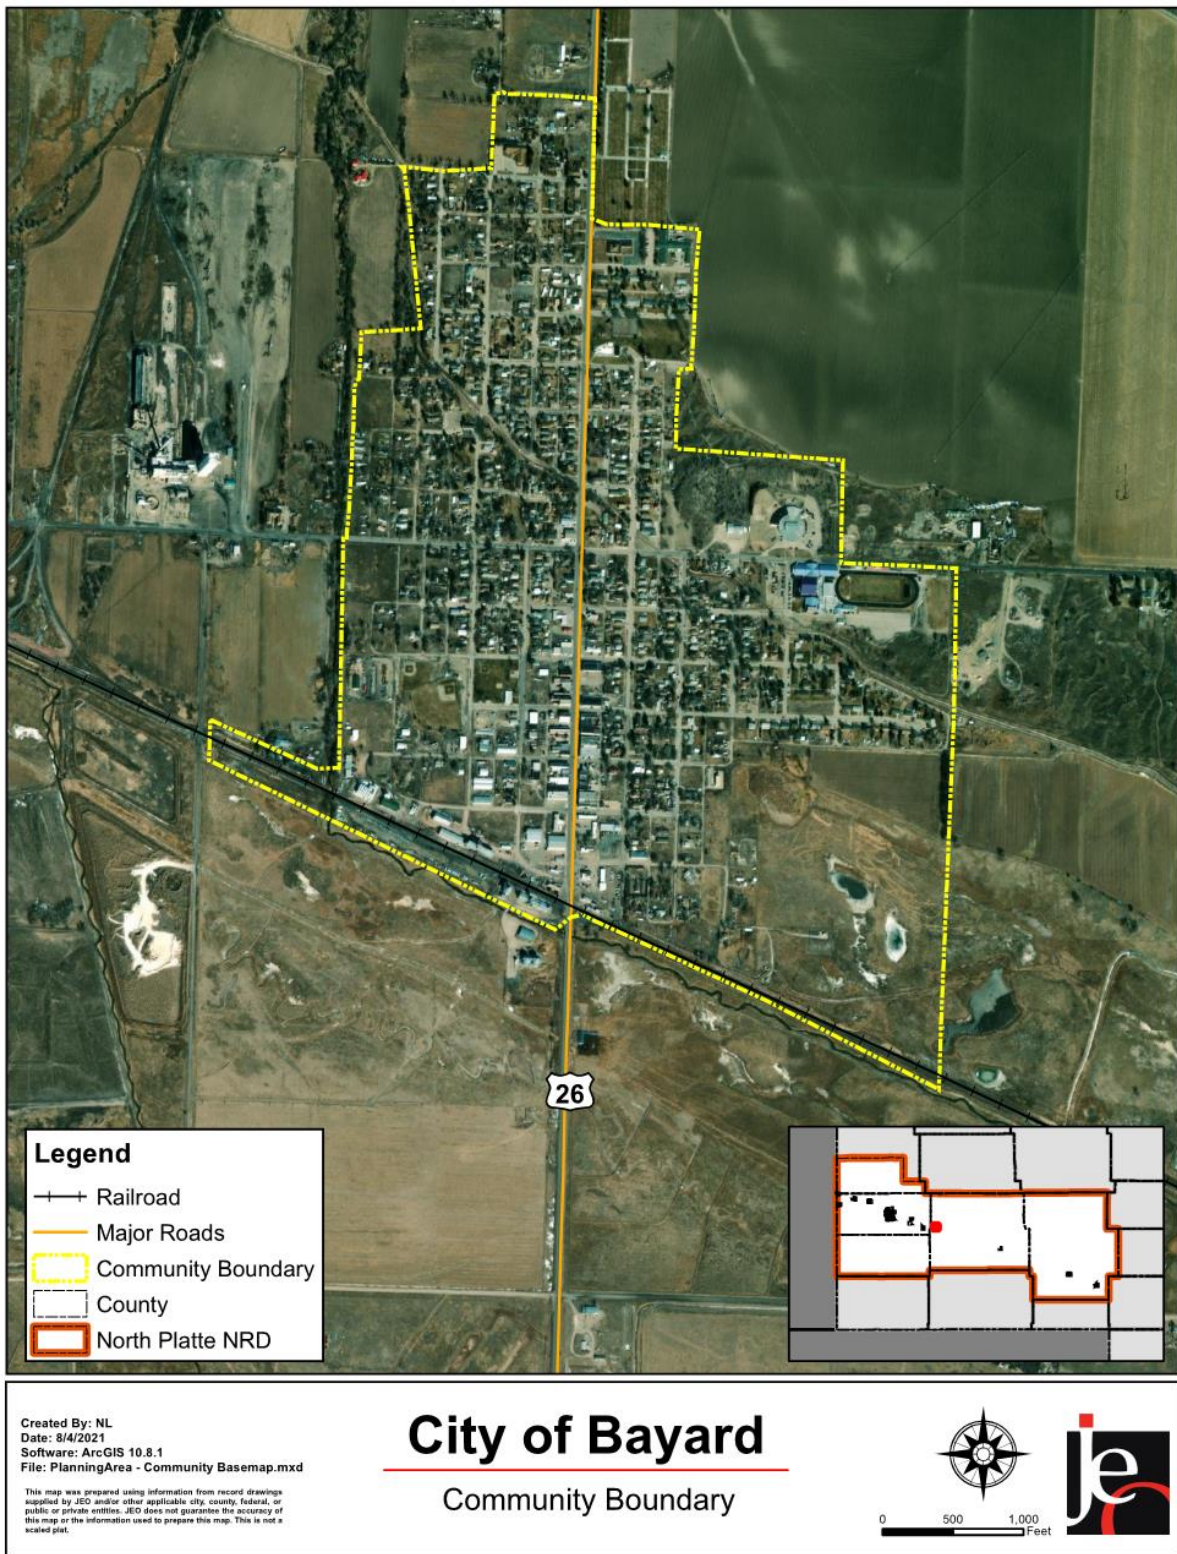 26
Legend
Railroad
Major Roads
Community Boundary
County
North Platte NRD
Created By: NL
Date: 8/4/2021
Software: ArcGIS 10.8.1
File: PlanningArea - Community Basemap.mxd
This map was prepared using information from record drawings
supplied by JEO and/or other applicable city, county, federal, or
public or private entities. JEO does not guarantee the accuracy of
this map or the information used to prepare this map. This is not a
scaled plat.
City of Bayard
Community Boundary
0 500 1,000
Feet
jeo